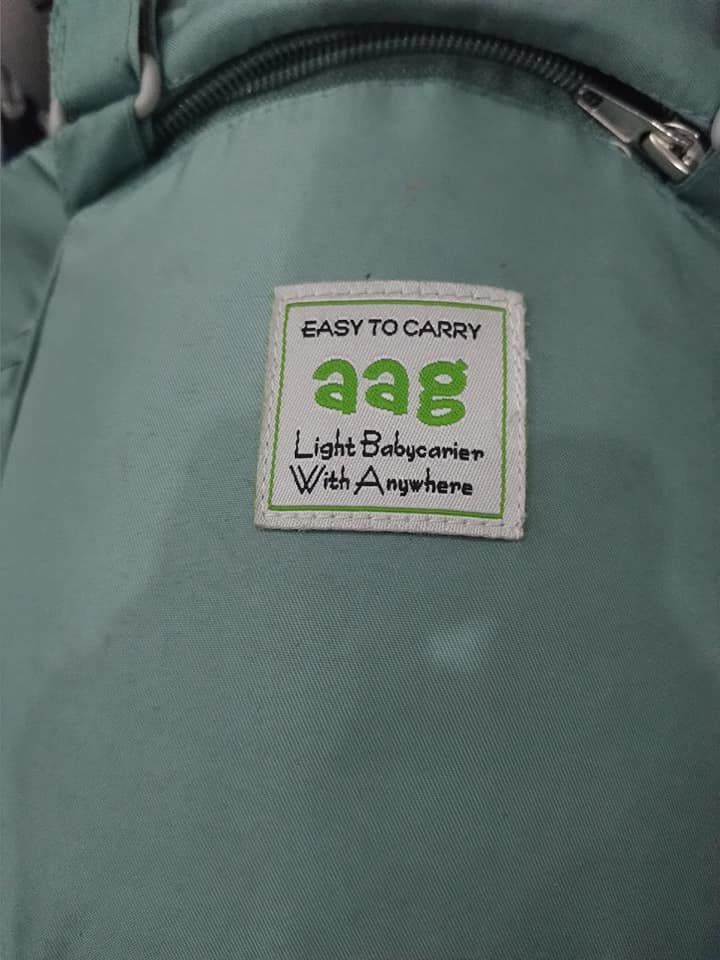 EASY TO CARRY
aag
Light Babycarier
With Anywhere